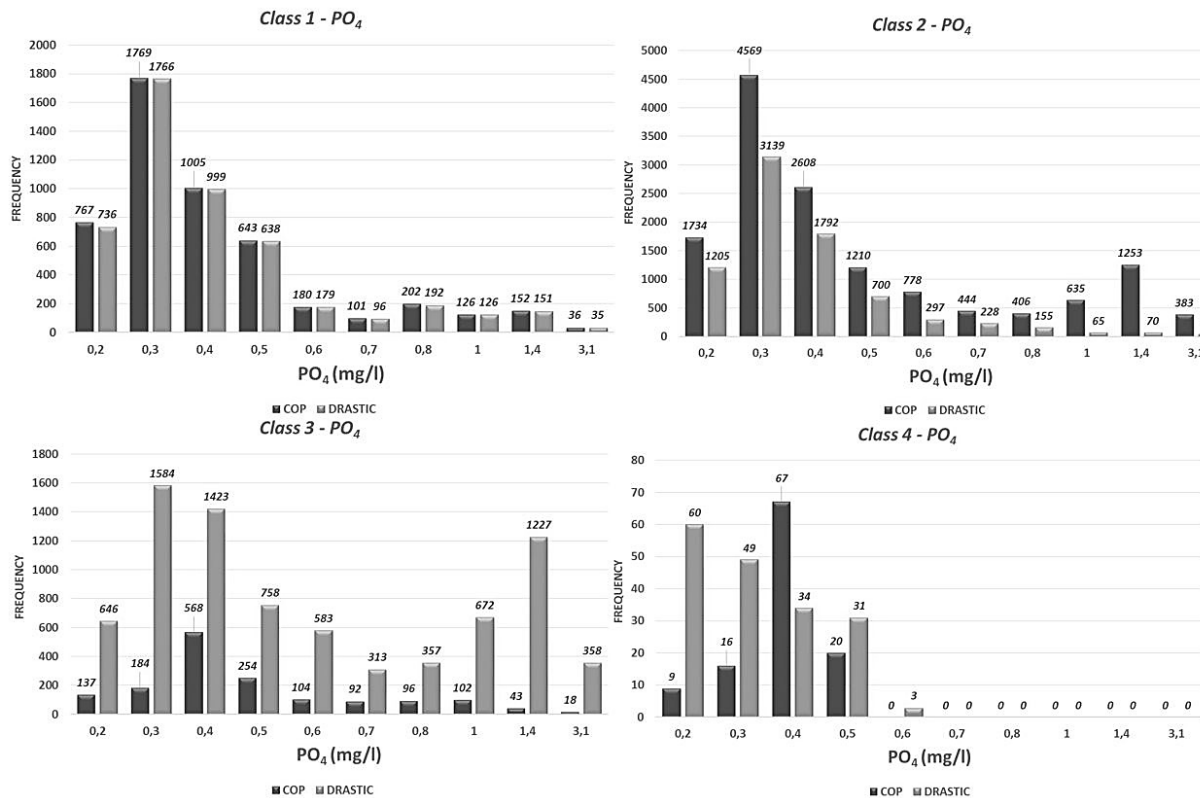 Class 1 - PO4
2000
1800
1600
1400
1200
1000
800
600
400
200
0
FREQUENCY
767 736 1769 1766 1005 999 643 638 180 179 101 96 202 192 126 126 152 151 36 35
0,2 0,3 0,4 0,5 0,6 0,7 0,8 1 1,4 3,1
PO4 (mg/l)
COP DRASTIC
Class 2 - PO4
5000
4500
4000
3500
3000
2500
2000
1500
1000
500
0
FREQUENCY
1734 1205 4569 3139 2608 1792 1210 700 778 297 444 228 406 155 635 65 1253 70 383
0,2 0,3 0,4 0,5 0,6 0,7 0,8 1 1,4 3,1
PO4 (mg/l)
COP DRASTIC
Class 3 - PO4
1800
1600
1400
1200
1000
800
600
400
200
0
FREQUENCY
137 646 184 1584 568 1423 254 758 104 583 92 313 96 357 102 672 43 1227 18 358
0,2 0,3 0,4 0,5 0,6 0,7 0,8 1 1,4 3,1
PO4 (mg/l)
COP DRASTIC
Class 4 - PO4
80
70
60
50
40
30
20
10
0
FREQUENCY
9 60 16 49 67 34 20 31 0 3 0 0 0 0 0 0 0 0 0 0
0,2 0,3 0,4 0,5 0,6 0,7 0,8 1 1,4 3,1
PO4 (mg/l)
COP DRASTIC